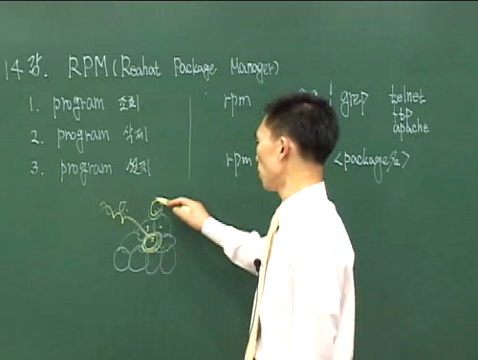 14강. RPM(Reahat Package Manager)
1. program 조회 rpm | grep telnet
ftp
2. program 삭제 apache
3. program 설치 rpm <package名>